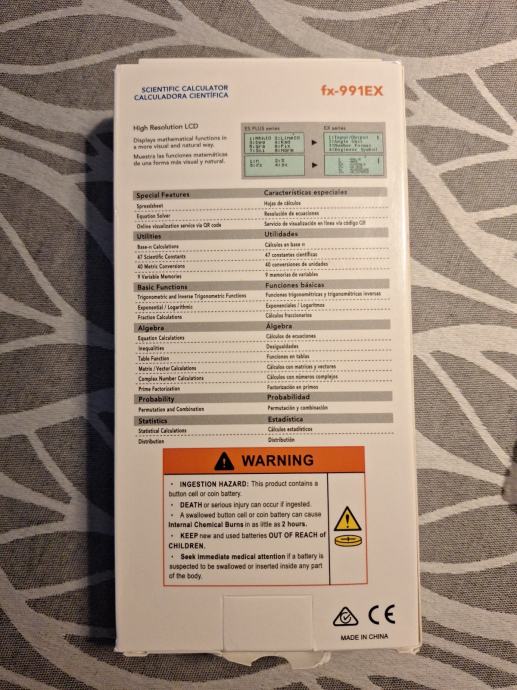 SCIENTIFIC CALCULATOR
CALCULADORA CIENTÍFICA
fx-991EX
High Resolution LCD
Displays mathematical functions in
a more visual and natural way.
Muestra las funciones matemáticas
de una forma más visual y natural.
ES PLUS series
EX series
Special Features
Características especiales
Spreadsheet
Hojas de cálculos
Equation Solver
Resolución de ecuaciones
Online visualization service via QR code
Servicio de visualización en línea vía código QR
Utilities
Utilidades
Base-n Calculations
Cálculos en base n
47 Scientific Constants
47 constantes científicas
40 Metric Conversions
40 conversiones de unidades
9 Variable Memories
9 memorias de variables
Basic Functions
Funciones básicas
Trigonometric and Inverse Trigonometric Functions
Funciones trigonométricas y trigonométricas inversas
Exponential / Logarithmic
Exponenciales / Logaritmos
Fraction Calculations
Cálculos fraccionarios
Algebra
Álgebra
Equation Calculations
Cálculos de ecuaciones
Inequalities
Desigualdades
Table Function
Funciones en tablas
Matrix / Vector Calculations
Cálculos con matrices y vectores
Complex Number Calculations
Cálculos con números complejos
Prime Factorization
Factorización en primos
Probability
Probabilidad
Permutation and Combination
Permutación y combinación
Statistics
Estadística
Statistical Calculations
Cálculos estadísticos
Distribution
Distribución
WARNING
• INGESTION HAZARD: This product contains a
button cell or coin battery.
• DEATH or serious injury can occur if ingested.
• A swallowed button cell or coin battery can cause
Internal Chemical Burns in as little as 2 hours.
• KEEP new and used batteries OUT OF REACH of
CHILDREN.
• Seek immediate medical attention if a battery is
suspected to be swallowed or inserted inside any part
of the body.
CE
MADE IN CHINA